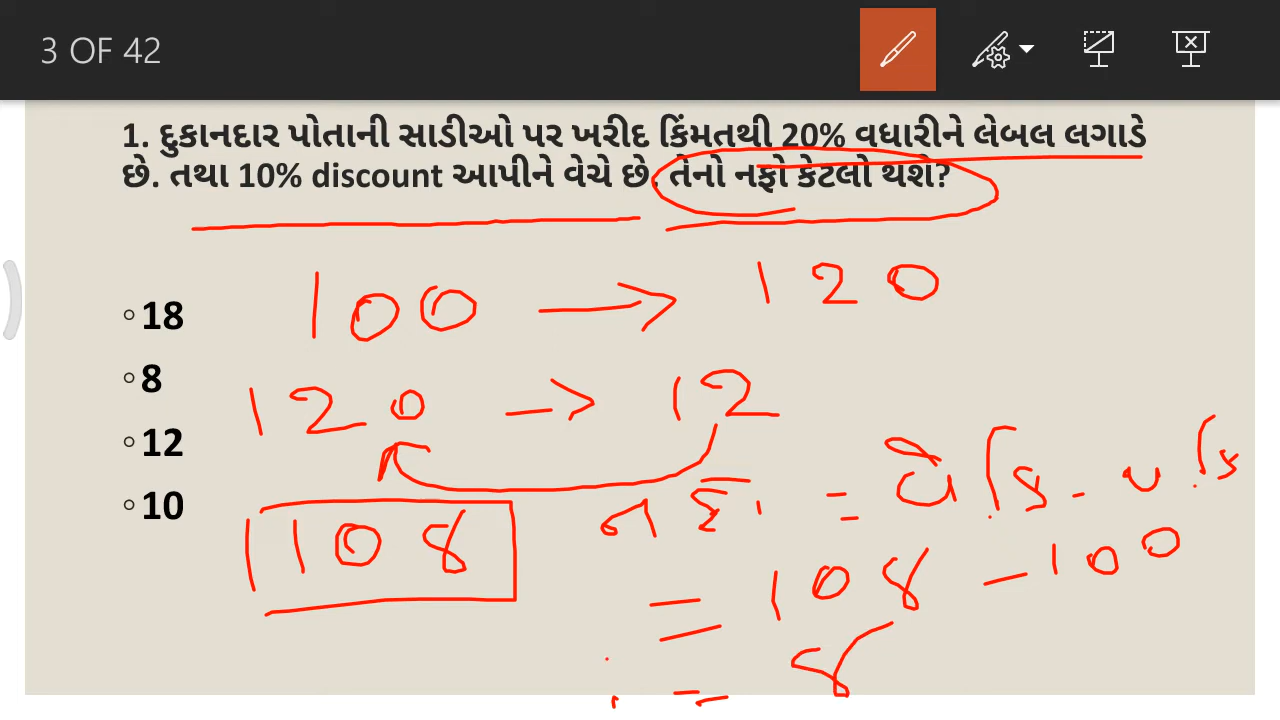 3 OF 42
1. દુકાનદાર પોતાની સાડીઓ પર ખરીદ કિંમતથી 20% વધારીને લેબલ લગાડે
છે. તથા 10% discount આપીને વેચે છે. તેનો નફો કેટલો થશે?
18
8
12
10
100 → 120
120 → 12
108
નફો = વેકિં - ખકિં
= 108 - 100
= 8